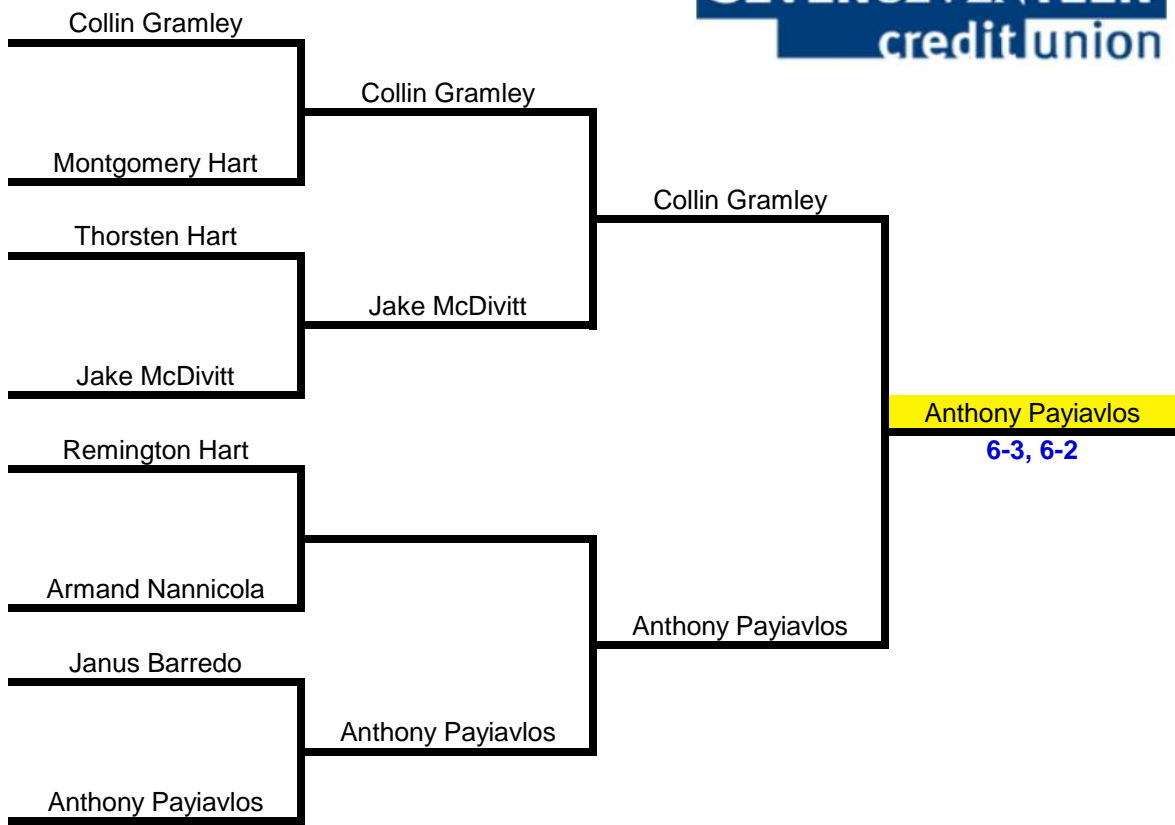 credit union
Collin Gramley
Collin Gramley
Montgomery Hart
Collin Gramley
Thorsten Hart
Jake McDivitt
Jake McDivitt
Anthony Payiavlos
6-3, 6-2
Remington Hart
Armand Nannicola
Anthony Payiavlos
Janus Barredo
Anthony Payiavlos
Anthony Payiavlos